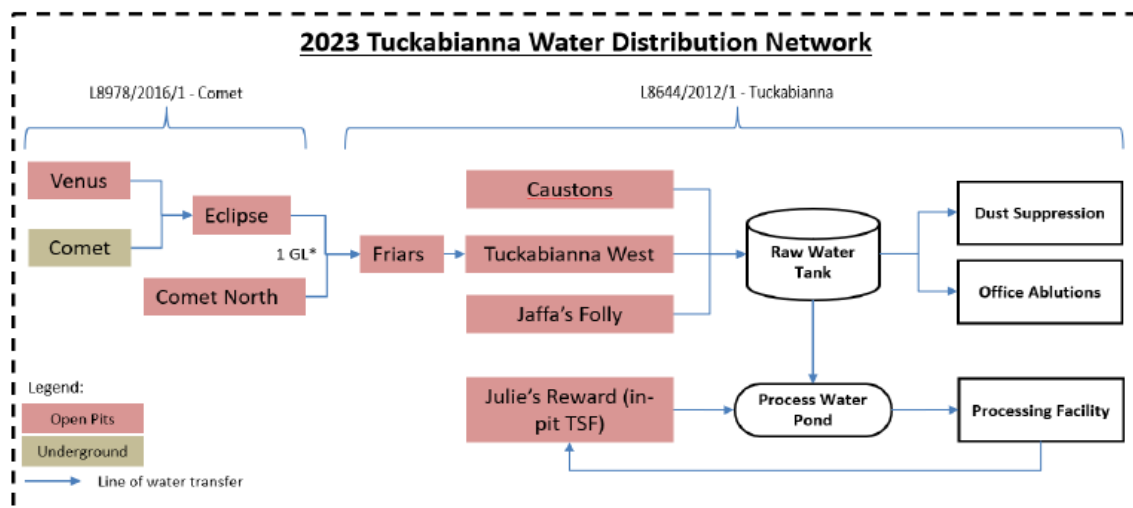 2023 Tuckabianna Water Distribution Network
L8978/2016/1 - Comet
L8644/2012/1 - Tuckabianna
Venus
Comet
Eclipse
1 GL*
Comet North
Friars
Caustons
Tuckabianna West
Jaffa's Folly
Raw Water
Tank
Dust Suppression
Office Ablutions
Julie's Reward (in-
pit TSF)
Process Water
Pond
Processing Facility
Legend:
Open Pits
Underground
Line of water transfer